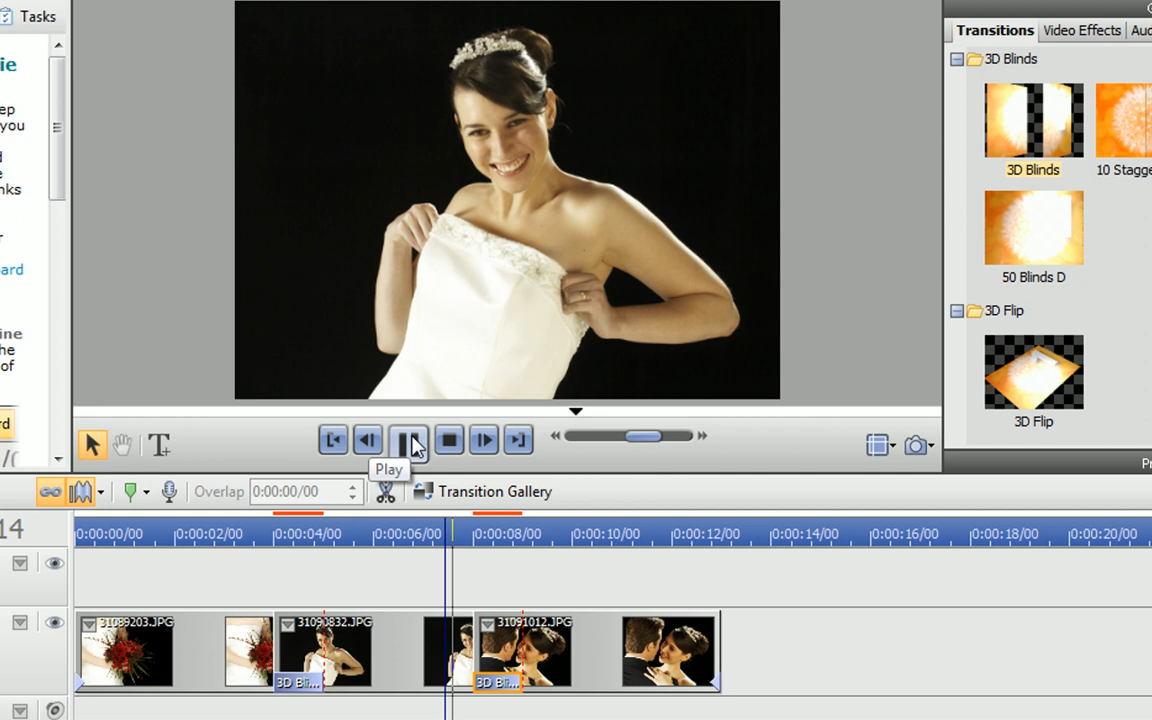 Tasks
ie
ep
you
d
e
nks
r
ard
ine
he
of
rd
Transitions
Video Effects
3D Blinds
3D Blinds
10 Stagge
50 Blinds D
3D Flip
3D Flip
Play
Overlap
0:00:00/00
Transition Gallery
14
0:00:00/00
0:00:02/00
0:00:04/00
0:00:06/00
0:00:08/00
0:00:10/00
0:00:12/00
0:00:14/00
0:00:16/00
0:00:18/00
0:00:20/00
31089203.JPG
31090832.JPG
31091012.JPG
3D Bli...
3D Bli...